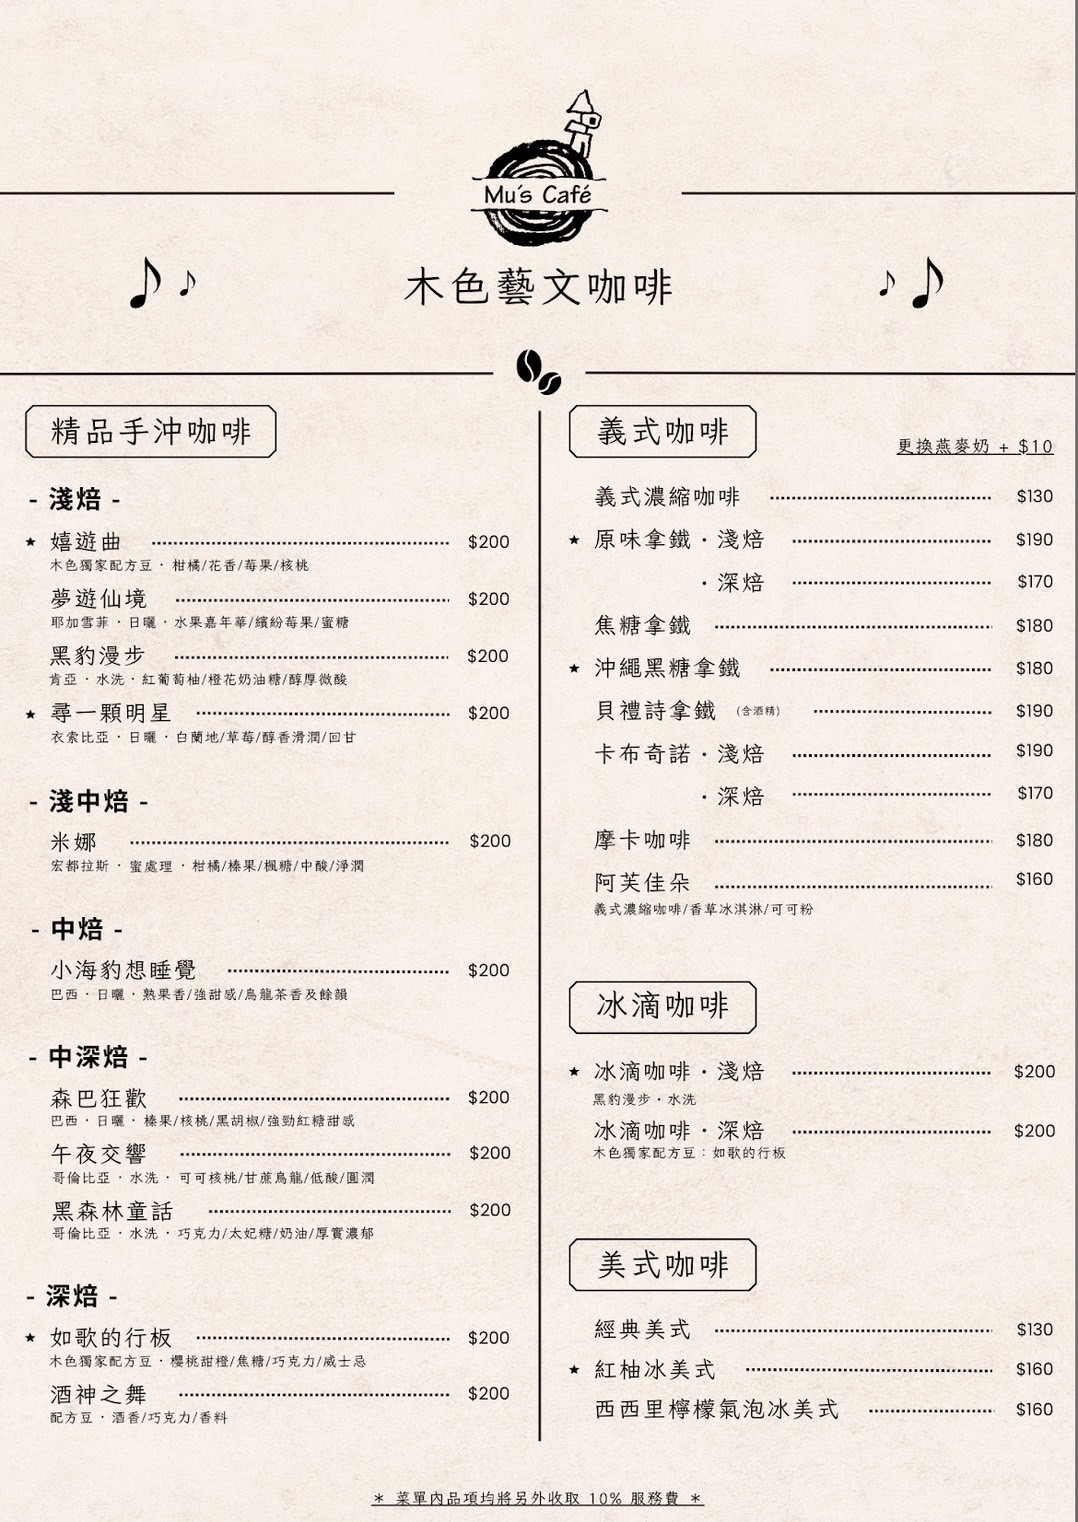 Mu's Café
木色藝文咖啡
精品手沖咖啡
- 淺焙 -
★ 嬉遊曲 $200
木色獨家配方豆 · 柑橘/花香/莓果/核桃
夢遊仙境 $200
耶加雪菲 · 日曬 · 水果嘉年華/繽紛莓果/蜜糖
黑豹漫步 $200
肯亞 · 水洗 · 紅葡萄柚/橙花奶油糖/醇厚微酸
★ 尋一顆明星 $200
衣索比亞 · 日曬 · 白蘭地/草莓/醇香滑潤/回甘
- 淺中焙 -
米娜 $200
宏都拉斯 · 蜜處理 · 柑橘/榛果/楓糖/中酸/淨潤
- 中焙 -
小海豹想睡覺 $200
巴西 · 日曬 · 熟果香/強甜感/烏龍茶香及餘韻
- 中深焙 -
森巴狂歡 $200
巴西 · 日曬 · 榛果/核桃/黑胡椒/強勁紅糖甜感
午夜交響 $200
哥倫比亞 · 水洗 · 可可核桃/甘蔗烏龍/低酸/圓潤
黑森林童話 $200
哥倫比亞 · 水洗 · 巧克力/太妃糖/奶油/厚實濃郁
- 深焙 -
★ 如歌的行板 $200
木色獨家配方豆 · 櫻桃甜橙/焦糖/巧克力/威士忌
酒神之舞 $200
配方豆 · 酒香/巧克力/香料
義式咖啡
更換燕麥奶 + $10
義式濃縮咖啡 $130
★ 原味拿鐵 · 淺焙 $190
· 深焙 $170
焦糖拿鐵 $180
★ 沖繩黑糖拿鐵 $180
貝禮詩拿鐵 (含酒精) $190
卡布奇諾 · 淺焙 $190
· 深焙 $170
摩卡咖啡 $180
阿芙佳朵 $160
義式濃縮咖啡/香草冰淇淋/可可粉
冰滴咖啡
★ 冰滴咖啡 · 淺焙 $200
黑豹漫步 · 水洗
冰滴咖啡 · 深焙 $200
木色獨家配方豆：如歌的行板
美式咖啡
經典美式 $130
★ 紅柚冰美式 $160
西西里檸檬氣泡冰美式 $160
＊ 菜單內品項均將另外收取 10% 服務費 ＊